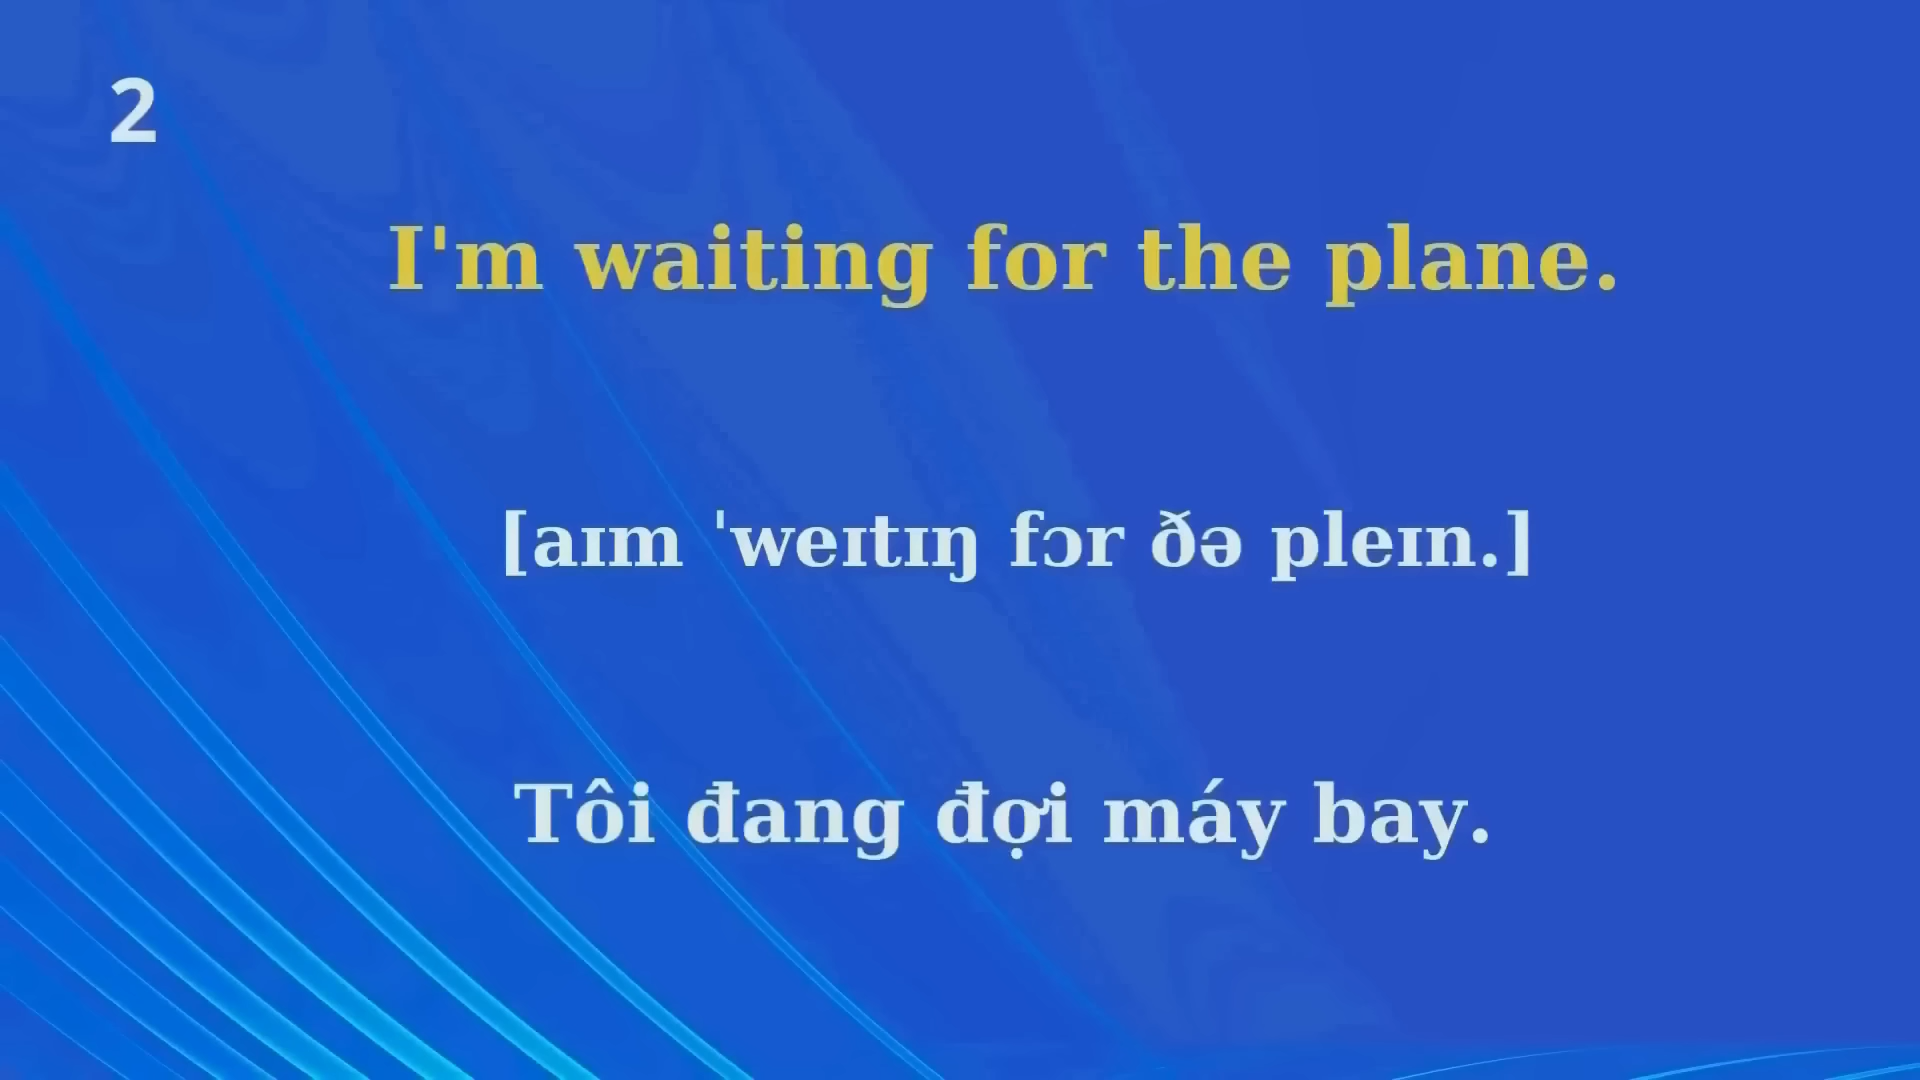 2
I'm waiting for the plane.
[aɪm ˈweɪtɪŋ fɔr ðə pleɪn.]
Tôi đang đợi máy bay.